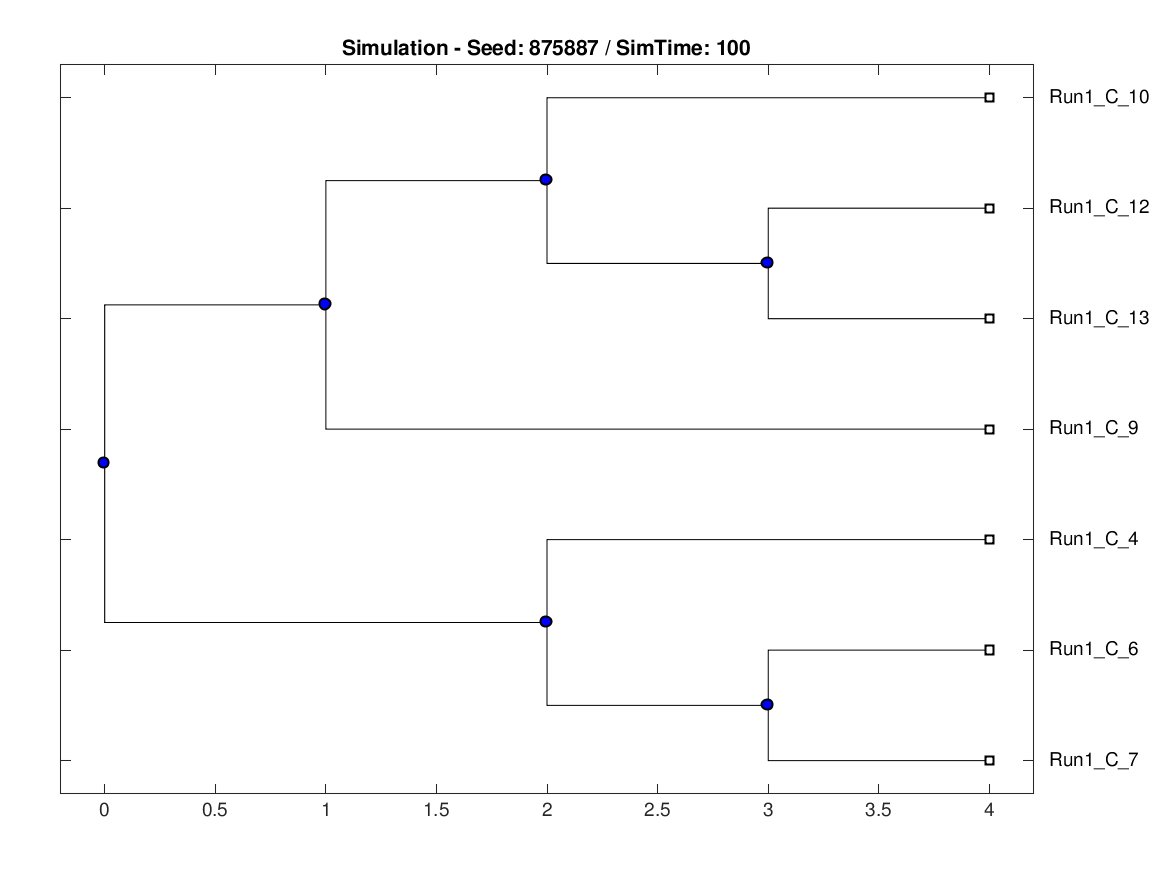 Simulation - Seed: 875887 / SimTime: 100
Run1_C_10
Run1_C_12
Run1_C_13
Run1_C_9
Run1_C_4
Run1_C_6
Run1_C_7
0 0.5 1 1.5 2 2.5 3 3.5 4